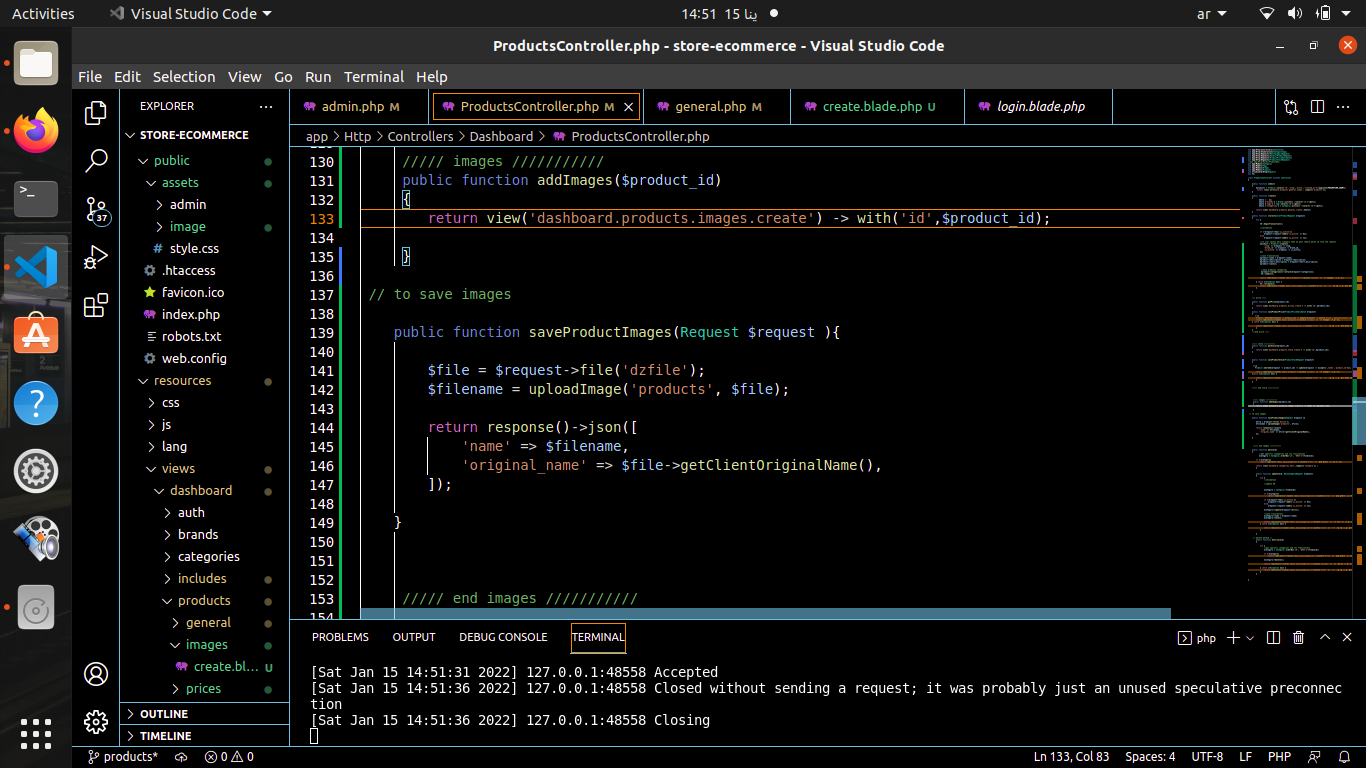 Activities
Visual Studio Code
14:51 15 ينا
ar
ProductsController.php - store-ecommerce - Visual Studio Code
File Edit Selection View Go Run Terminal Help
EXPLORER
admin.php M
ProductsController.php M
general.php M
create.blade.php U
login.blade.php
app > Http > Controllers > Dashboard > ProductsController.php
STORE-ECOMMERCE
public
assets
admin
image
style.css
.htaccess
favicon.ico
index.php
robots.txt
web.config
resources
css
js
lang
views
dashboard
auth
brands
categories
includes
products
general
images
create.bl... U
prices
OUTLINE
TIMELINE
37
130 ///// images ///////////
131 public function addImages($product_id)
132 {
133 return view('dashboard.products.images.create') -> with('id',$product_id);
134
135 }
136
137 // to save images
138
139 public function saveProductImages(Request $request ){
140
141 $file = $request->file('dzfile');
142 $filename = uploadImage('products', $file);
143
144 return response()->json([
145 'name' => $filename,
146 'original_name' => $file->getClientOriginalName(),
147 ]);
148
149 }
150
151
152
153 ///// end images ///////////
154
PROBLEMS OUTPUT DEBUG CONSOLE TERMINAL
php
[Sat Jan 15 14:51:31 2022] 127.0.0.1:48558 Accepted
[Sat Jan 15 14:51:36 2022] 127.0.0.1:48558 Closed without sending a request; it was probably just an unused speculative preconnec
tion
[Sat Jan 15 14:51:36 2022] 127.0.0.1:48558 Closing
products* 0 0
Ln 133, Col 83 Spaces: 4 UTF-8 LF PHP